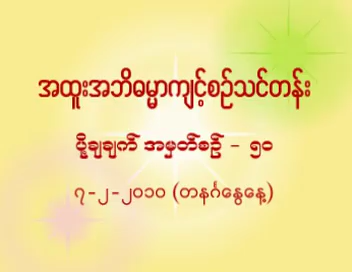 အထူးအဘိဓမ္မာကျင့်စဉ်သင်တန်း
ပို့ချချက် အမှတ်စဉ် - ၅၀
၇-၂-၂၀၁၀ (တနင်္ဂနွေနေ့)